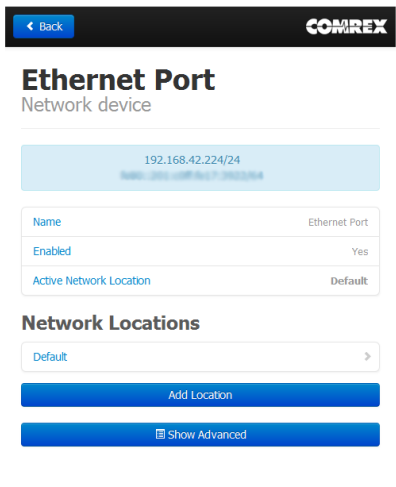 Back
COMREX
Ethernet Port
Network device
192.168.42.224/24
Name Ethernet Port
Enabled Yes
Active Network Location Default
Network Locations
Default
Add Location
Show Advanced